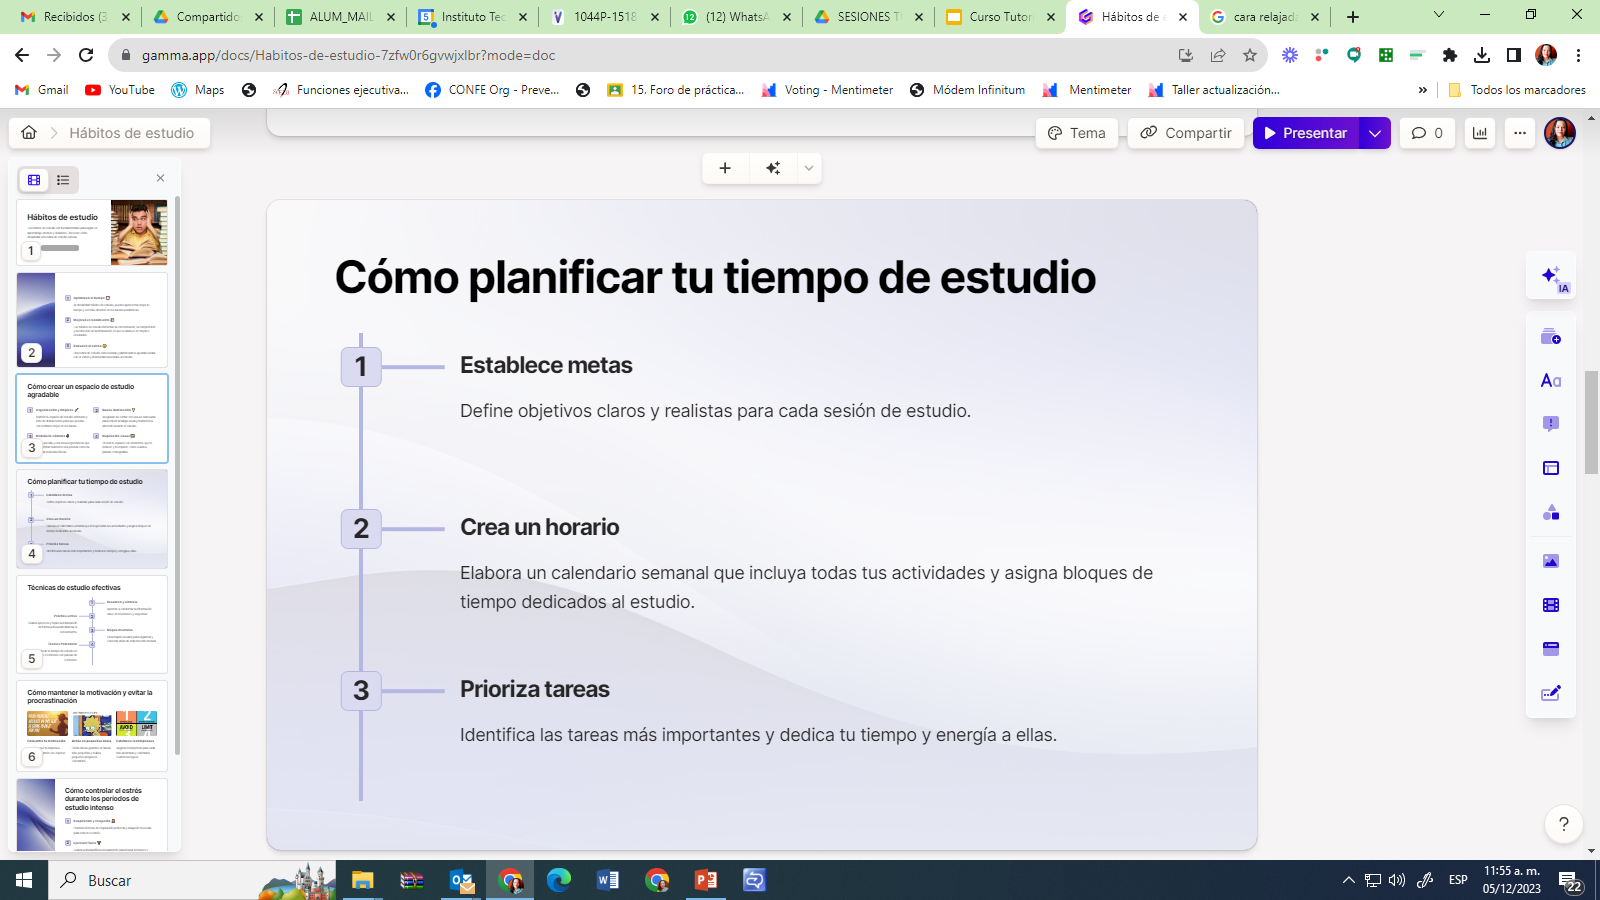 Recibidos (3
Compartido
ALUM_MAIL
Instituto Tec
1044P-1518
(12) WhatsA
SESIONES T
Curso Tutor
Hábitos de e
cara relajada
gamma.app/docs/Habitos-de-estudio-7zfw0r6gvwjxlbr?mode=doc
Gmail
YouTube
Maps
Funciones ejecutiva...
CONFE Org - Preve...
15. Foro de práctica...
Voting - Mentimeter
Módem Infinitum
Mentimeter
Taller actualización...
»
Todos los marcadores
Hábitos de estudio
Tema
Compartir
Presentar
0
Hábitos de estudio
1
2
Cómo crear un espacio de estudio
agradable
3
Cómo planificar tu tiempo de estudio
4
Técnicas de estudio efectivas
5
Cómo mantener la motivación y evitar la
procrastinación
6
Cómo controlar el estrés
durante los períodos de
estudio intenso
Cómo planificar tu tiempo de estudio
1
Establece metas
Define objetivos claros y realistas para cada sesión de estudio.
2
Crea un horario
Elabora un calendario semanal que incluya todas tus actividades y asigna bloques de
tiempo dedicados al estudio.
3
Prioriza tareas
Identifica las tareas más importantes y dedica tu tiempo y energía a ellas.
IA
Aa
?
Buscar
ESP
11:55 a. m.
05/12/2023
22